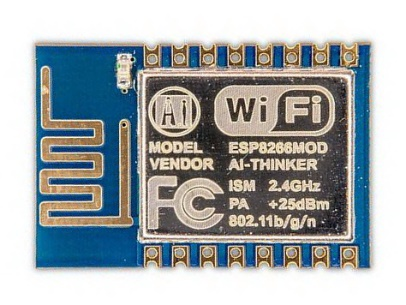 AI WiFi
MODEL ESP8266MOD
VENDOR AI-THINKER
FC ISM 2.4GHz
PA +25dBm
802.11b/g/n